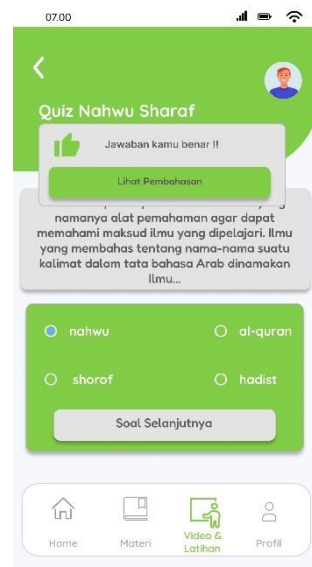 07.00
Quiz Nahwu Sharaf
Jawaban kamu benar !!
Lihat Pembahasan
namanya alat pemahaman agar dapat
memahami maksud ilmu yang dipelajari. Ilmu
yang membahas tentang nama-nama suatu
kalimat dalam tata bahasa Arab dinamakan
Ilmu...
nahwu
al-quran
shorof
hadist
Soal Selanjutnya
Home
Materi
Video &
Latihan
Profil